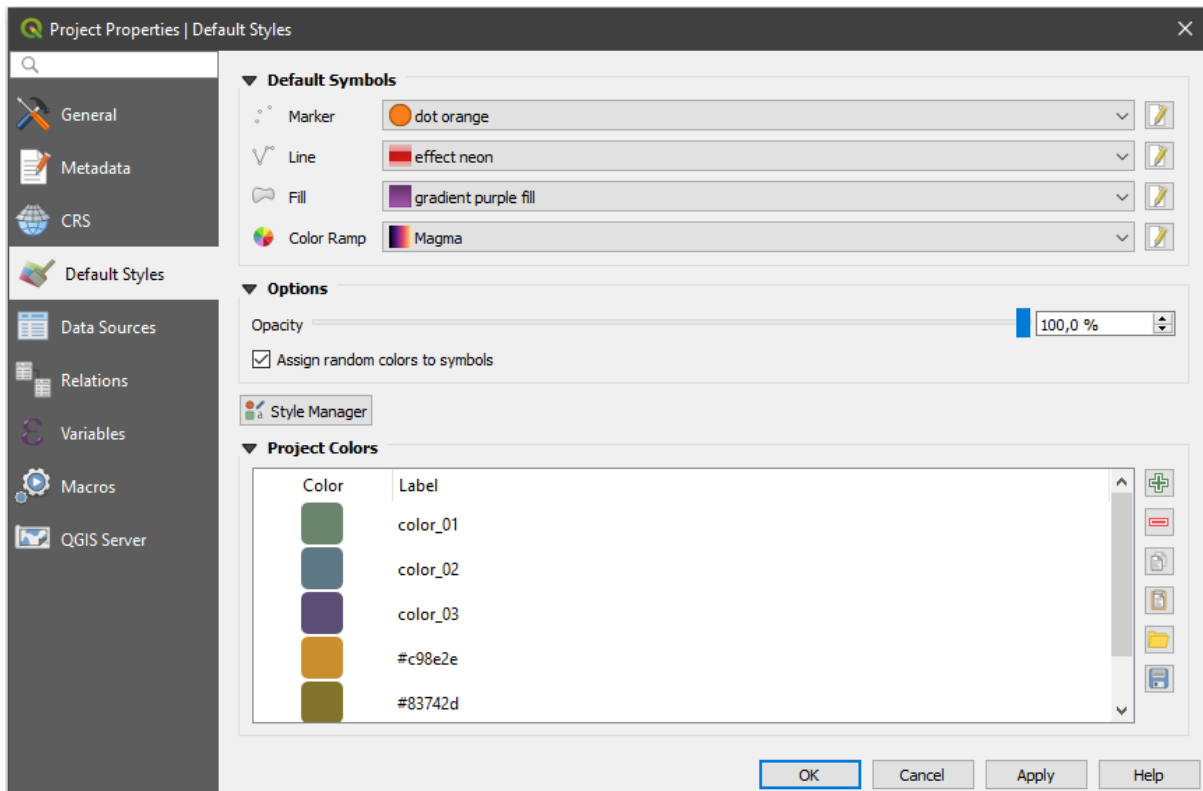 Project Properties | Default Styles
General
Metadata
CRS
Default Styles
Data Sources
Relations
Variables
Macros
QGIS Server
Default Symbols
Marker dot orange
Line effect neon
Fill gradient purple fill
Color Ramp Magma
Options
Opacity 100,0 %
Assign random colors to symbols
Style Manager
Project Colors
Color Label
color_01
color_02
color_03
#c98e2e
#83742d
OK Cancel Apply Help